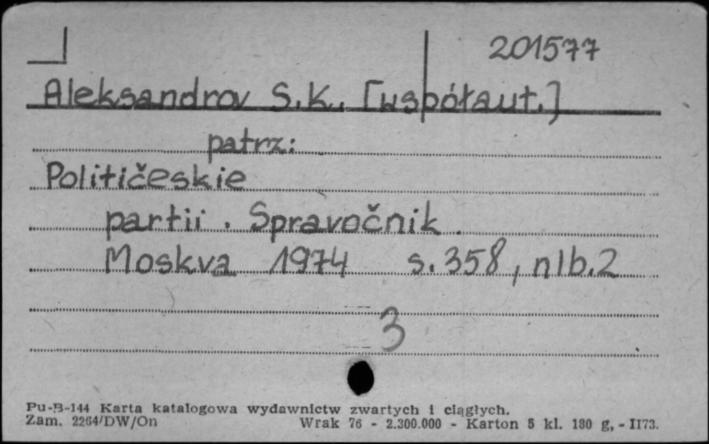 201577
Aleksandrov S.K. [współaut.]
patrz:
Političeskie
partii. Spravočnik.
Moskva 1974 s. 358, nlb. 2
3
Pu-B-144 Karta katalogowa wydawnictw zwartych i ciągłych.
Zam. 2264/DW/On Wrak 76 - 2.300.000 - Karton 5 kl. 180 g, - II73.